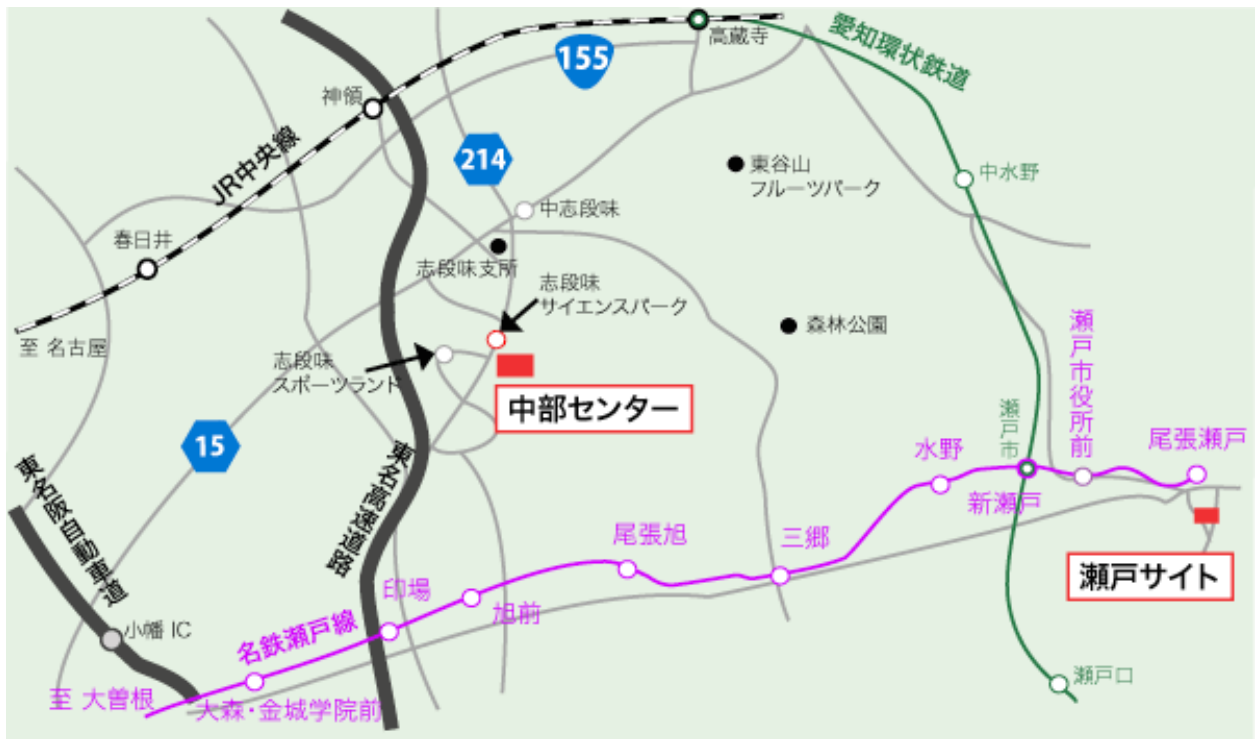 高蔵寺
愛知環状鉄道
155
神領
JR中央線
214
東谷山
フルーツパーク
中水野
中志段味
春日井
志段味支所
志段味
サイエンスパーク
至 名古屋
森林公園
瀬戸市役所前
志段味
スポーツランド
中部センター
瀬戸市
15
水野
尾張瀬戸
東名阪自動車道
東名高速道路
新瀬戸
尾張旭
三郷
瀬戸サイト
印場
旭前
小幡 IC
名鉄瀬戸線
瀬戸口
至 大曽根
大森・金城学院前